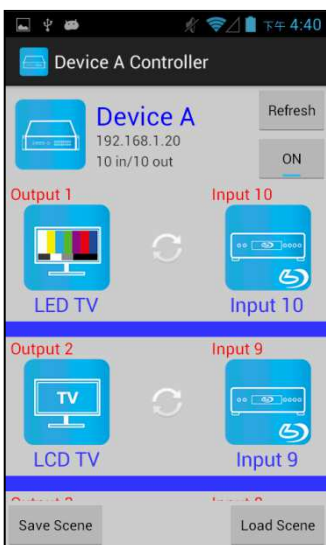 下午 4:40
Device A Controller
Device A
192.168.1.20
10 in/10 out
Refresh
ON
Output 1 Input 10
LED TV Input 10
Output 2 Input 9
TV
LCD TV Input 9
Save Scene Load Scene